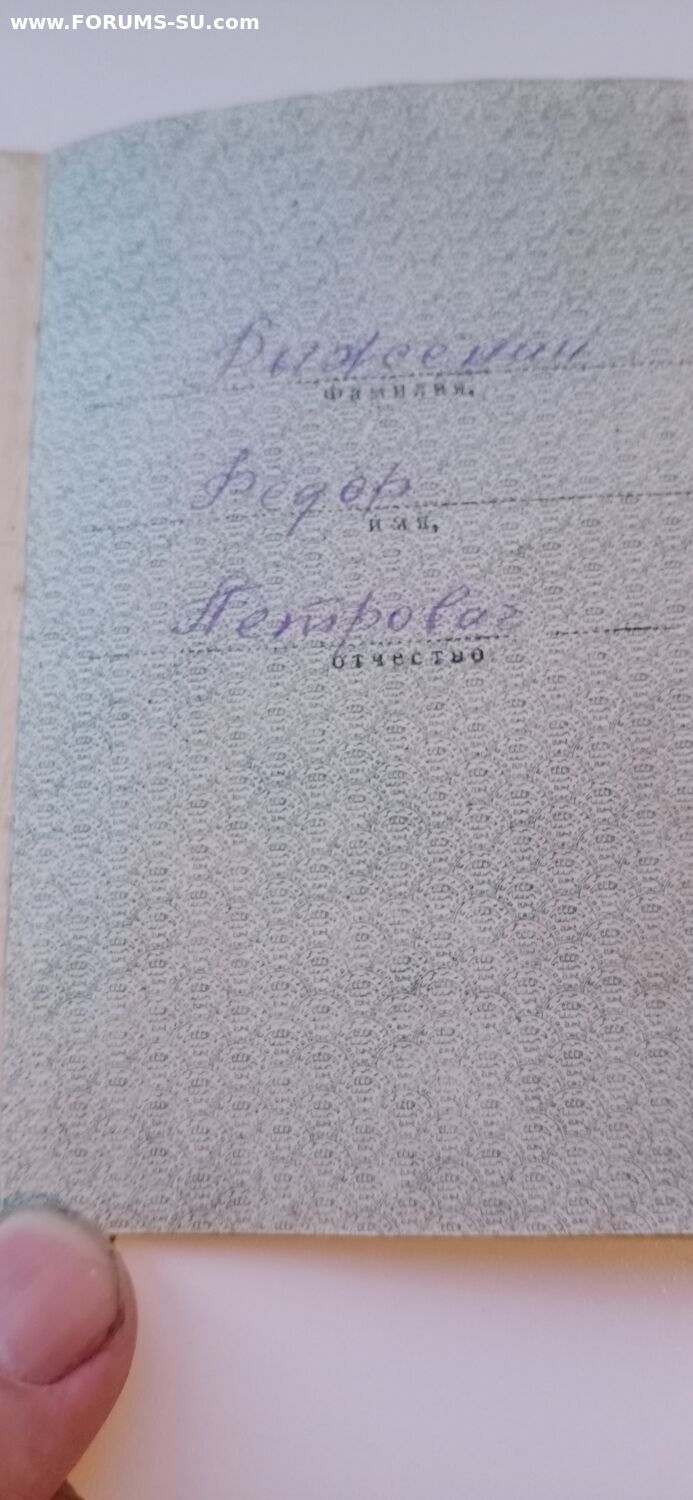 www.FORUMS-SU.com
фамилия,
Федор
имя,
Петрович
отчество